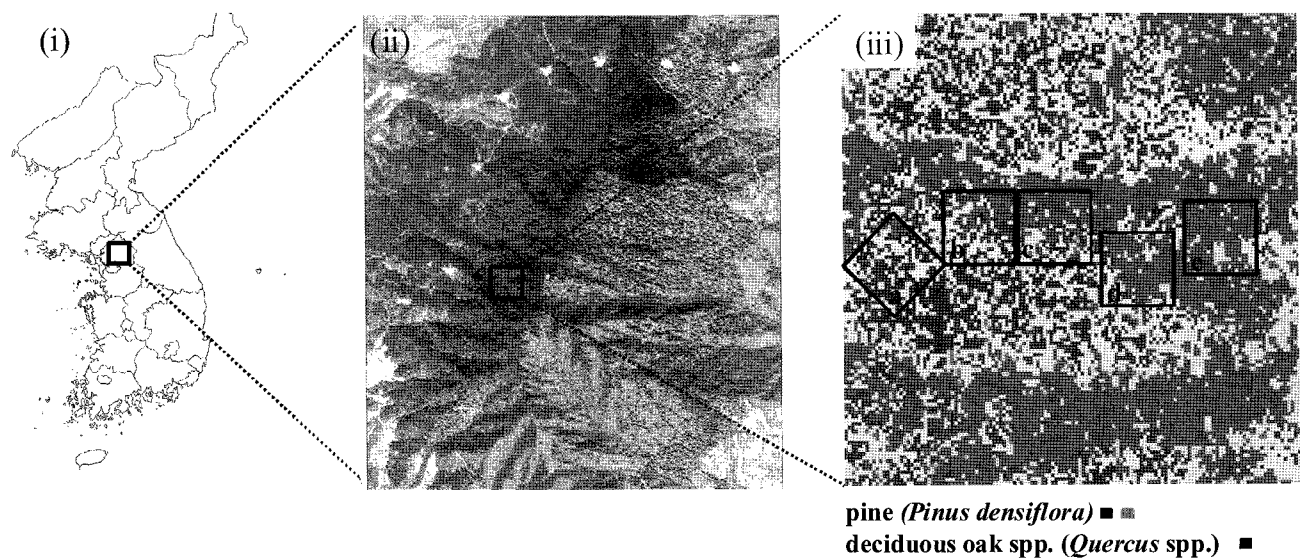 (i)
(ii)
(iii)
b
c
d
e
pine (Pinus densiflora)
deciduous oak spp. (Quercus spp.)